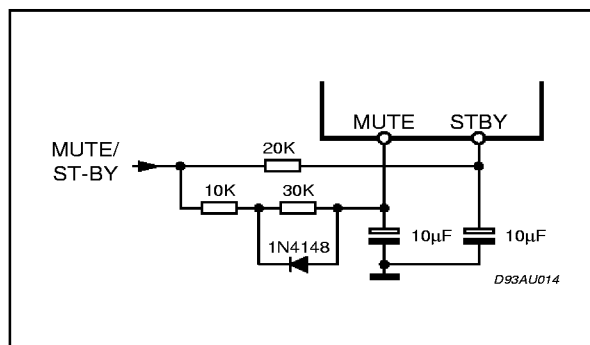 MUTE STBY
MUTE/
ST-BY
20K
10K 30K
1N4148
10μF 10μF
D93AU014